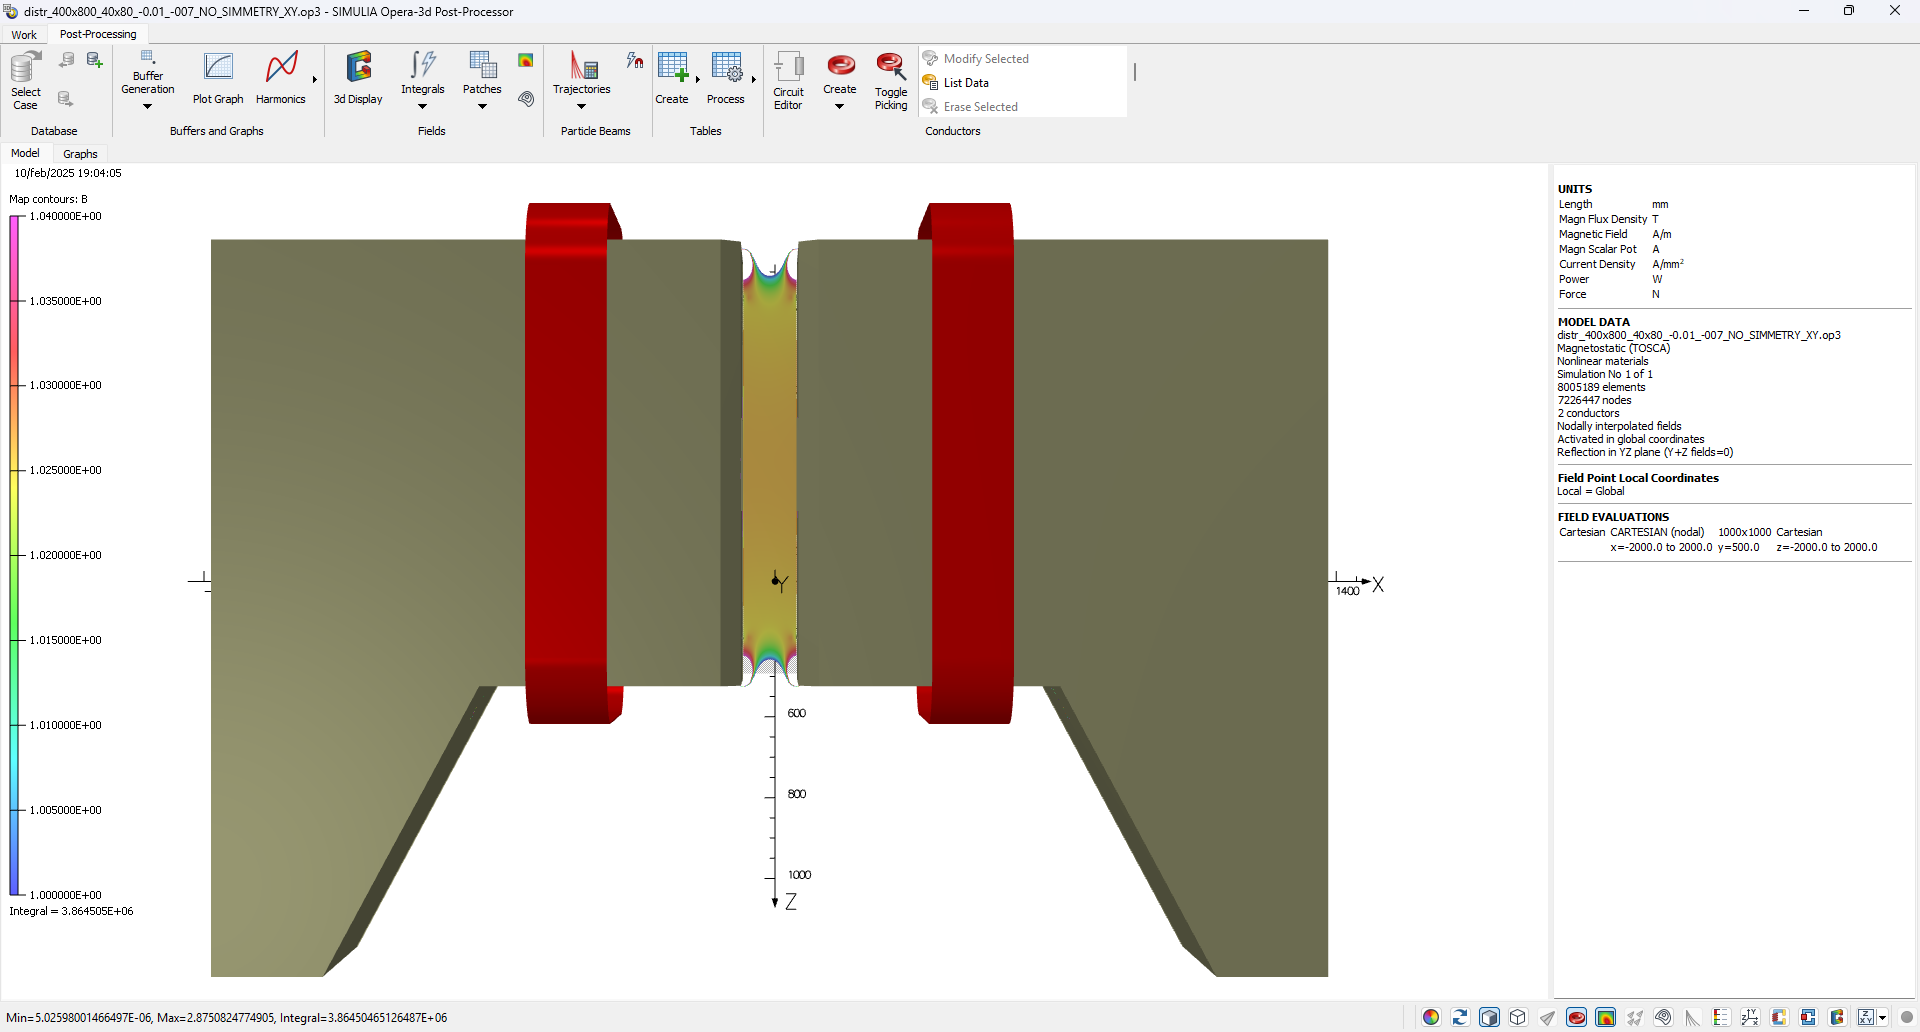 distr_400x800_40x80_-0.01_-007_NO_SIMMETRY_XY.op3 - SIMULIA Opera-3d Post-Processor
Work Post-Processing
Select Case
Buffer Generation
Plot Graph
Harmonics
3d Display
Integrals
Patches
Trajectories
Create
Process
Circuit Editor
Create
Toggle Picking
Modify Selected
List Data
Erase Selected
Database
Buffers and Graphs
Fields
Particle Beams
Tables
Conductors
Model Graphs
10/feb/2025 19:04:05
Map contours: B
1.040000E+00
1.035000E+00
1.030000E+00
1.025000E+00
1.020000E+00
1.015000E+00
1.010000E+00
1.005000E+00
1.000000E+00
Integral = 3.864505E+06
Y
1400 X
600
800
1000
Z
UNITS
Length mm
Magn Flux Density T
Magnetic Field A/m
Magn Scalar Pot A
Current Density A/mm²
Power W
Force N
MODEL DATA
distr_400x800_40x80_-0.01_-007_NO_SIMMETRY_XY.op3
Magnetostatic (TOSCA)
Nonlinear materials
Simulation No 1 of 1
8005189 elements
7226447 nodes
2 conductors
Nodally interpolated fields
Activated in global coordinates
Reflection in YZ plane (Y+Z fields=0)
Field Point Local Coordinates
Local = Global
FIELD EVALUATIONS
Cartesian CARTESIAN (nodal) 1000x1000 Cartesian
x=-2000.0 to 2000.0 y=500.0 z=-2000.0 to 2000.0
Min=5.02598001466497E-06, Max=2.8750824774905, Integral=3.86450465126487E+06